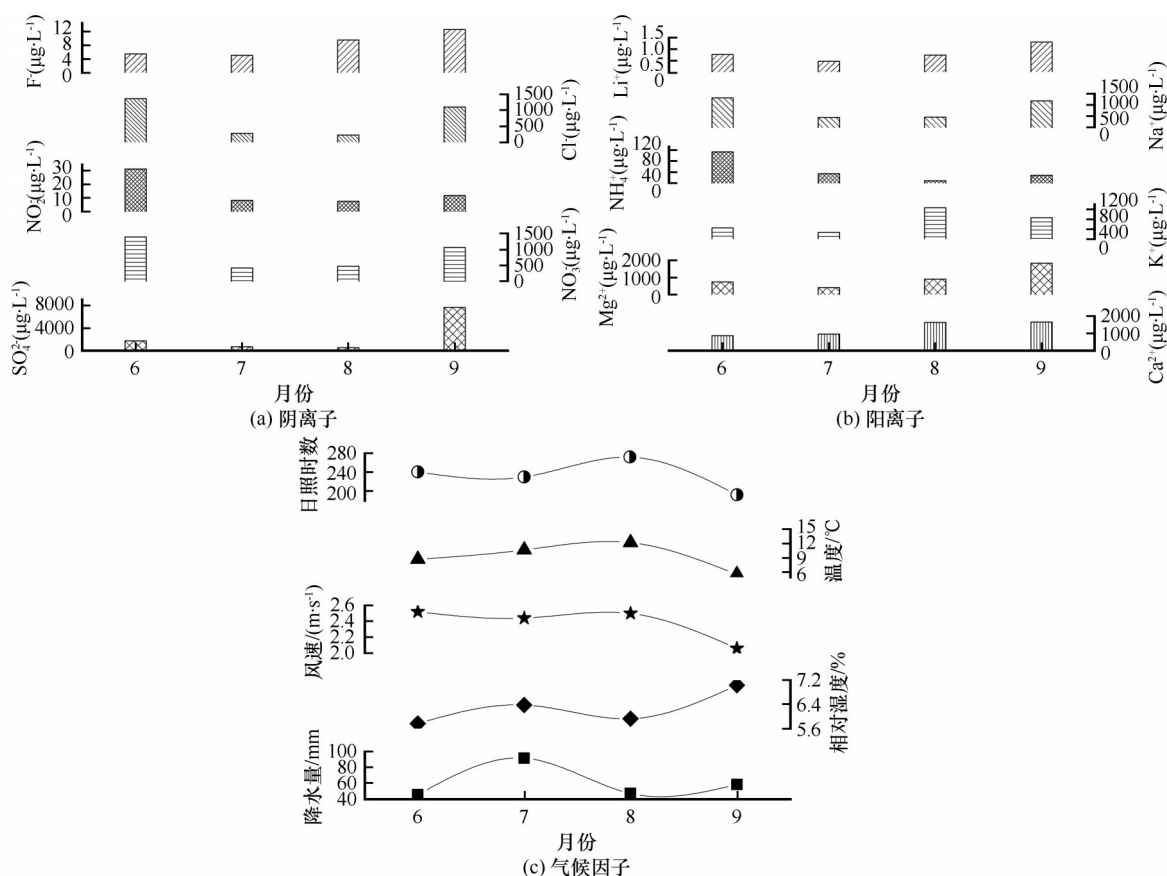 F⁻(μg·L⁻¹)
12
8
4
0
Cl⁻(μg·L⁻¹)
1500
1000
500
0
NO₂⁻(μg·L⁻¹)
30
20
10
0
NO₃⁻(μg·L⁻¹)
1500
1000
500
0
SO₄²⁻(μg·L⁻¹)
8000
4000
0
6 7 8 9
月份
(a) 阴离子
Li⁺(μg·L⁻¹)
1.5
1.0
0.5
0
Na⁺(μg·L⁻¹)
1500
1000
500
0
NH₄⁺(μg·L⁻¹)
120
80
40
0
K⁺(μg·L⁻¹)
1200
800
400
0
Mg²⁺(μg·L⁻¹)
2000
1000
0
Ca²⁺(μg·L⁻¹)
2000
1000
0
6 7 8 9
月份
(b) 阳离子
日照时数
280
240
200
温度/℃
15
12
9
6
风速/(m·s⁻¹)
2.6
2.4
2.2
2.0
相对湿度/%
7.2
6.4
5.6
降水量/mm
100
80
60
40
6 7 8 9
月份
(c) 气候因子